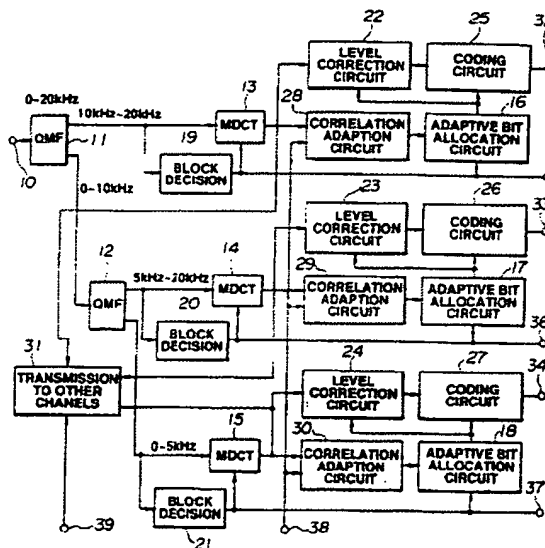 22
LEVEL
CORRECTION
CIRCUIT
25
CODING
CIRCUIT
0~20kHz
10kHz~20kHz
13
MDCT
28
CORRELATION
ADAPTION
CIRCUIT
16
ADAPTIVE BIT
ALLOCATION
CIRCUIT
QMF
11
10
19
BLOCK
DECISION
0~10kHz
23
LEVEL
CORRECTION
CIRCUIT
26
CODING
CIRCUIT
33
12
QMF
5kHz~20kHz
14
MDCT
29
CORRELATION
ADAPTION
CIRCUIT
17
ADAPTIVE BIT
ALLOCATION
CIRCUIT
20
BLOCK
DECISION
36
31
TRANSMISSION
TO OTHER
CHANELS
24
LEVEL
CORRECTION
CIRCUIT
27
CODING
CIRCUIT
34
0~5kHz
15
MDCT
30
CORRELATION
ADAPTION
CIRCUIT
18
ADAPTIVE BIT
ALLOCATION
CIRCUIT
BLOCK
DECISION
21
37
39
38